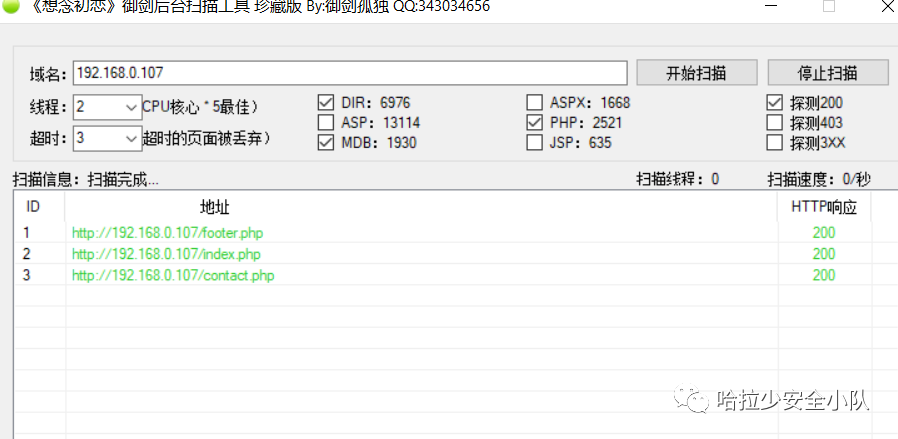 《想念初恋》御剑后台扫描工具 珍藏版 By:御剑孤独 QQ:343034656
域名: 192.168.0.107 开始扫描 停止扫描
线程: 2 CPU核心 * 5最佳） DIR: 6976 ASPX: 1668 探测200
ASP: 13114 PHP: 2521 探测403
超时: 3 超时的页面被丢弃） MDB: 1930 JSP: 635 探测3XX
扫描信息: 扫描完成... 扫描线程: 0 扫描速度: 0/秒
ID 地址 HTTP响应
1 http://192.168.0.107/footer.php 200
2 http://192.168.0.107/index.php 200
3 http://192.168.0.107/contact.php 200
哈拉少安全小队